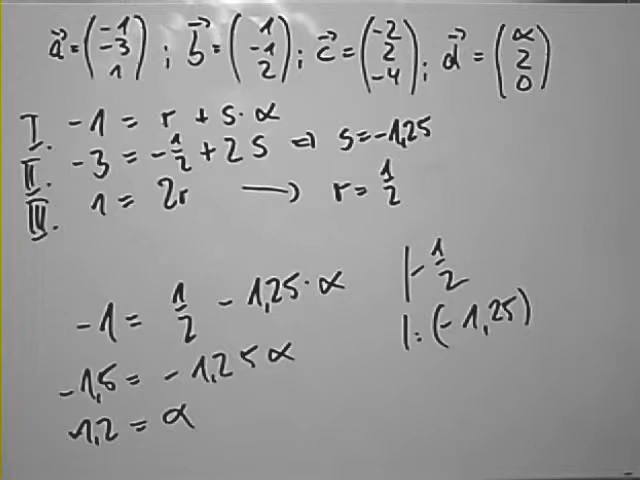 a⃗ = (-1 -3 1) ; b⃗ = (1 -1 2) ; c⃗ = (-2 2 -4) ; d⃗ = (α 2 0)
I. -1 = r + s·α
II. -3 = -1/2 + 2s ⇒ s = -1,25
III. 1 = 2r → r = 1/2
-1 = 1/2 - 1,25·α |-1/2
-1,5 = -1,25α |:(-1,25)
1,2 = α